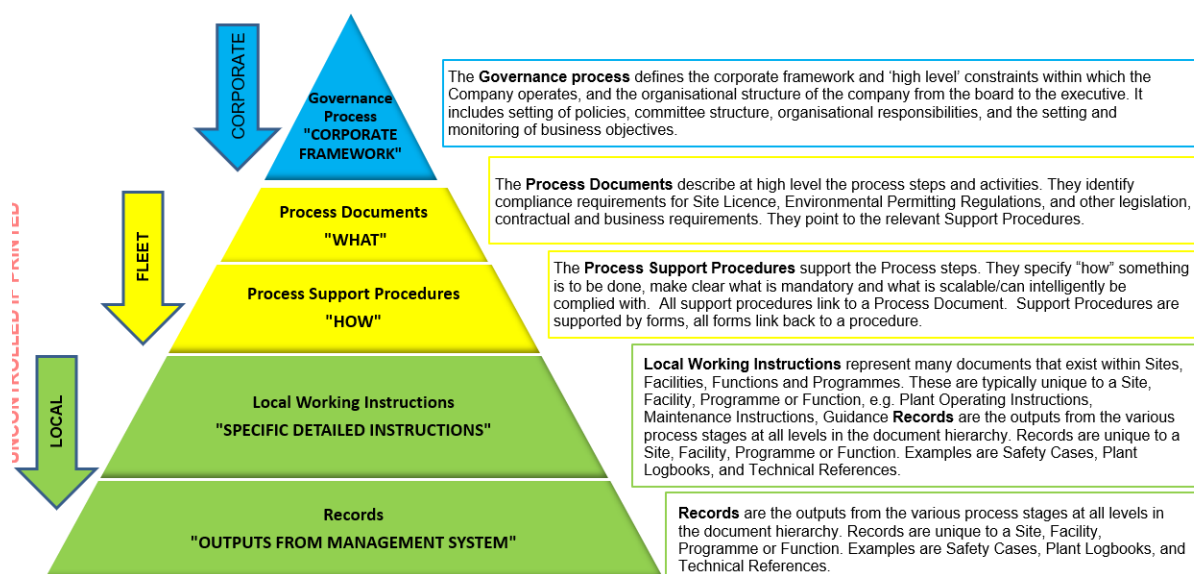 CORPORATE
Governance
Process
"CORPORATE
FRAMEWORK"
The Governance process defines the corporate framework and ‘high level’ constraints within which the
Company operates, and the organisational structure of the company from the board to the executive. It
includes setting of policies, committee structure, organisational responsibilities, and the setting and
monitoring of business objectives.
UNCONTROLLED IF PRINTED
FLEET
Process Documents
"WHAT"
The Process Documents describe at high level the process steps and activities. They identify
compliance requirements for Site Licence, Environmental Permitting Regulations, and other legislation,
contractual and business requirements. They point to the relevant Support Procedures.
Process Support Procedures
"HOW"
The Process Support Procedures support the Process steps. They specify “how” something
is to be done, make clear what is mandatory and what is scalable/can intelligently be
complied with.  All support procedures link to a Process Document.  Support Procedures are
supported by forms, all forms link back to a procedure.
LOCAL
Local Working Instructions
"SPECIFIC DETAILED INSTRUCTIONS"
Local Working Instructions represent many documents that exist within Sites,
Facilities, Functions and Programmes. These are typically unique to a Site,
Facility, Programme or Function, e.g. Plant Operating Instructions,
Maintenance Instructions, Guidance Records are the outputs from the various
process stages at all levels in the document hierarchy. Records are unique to a
Site, Facility, Programme or Function. Examples are Safety Cases, Plant
Logbooks, and Technical References.
Records
"OUTPUTS FROM MANAGEMENT SYSTEM"
Records are the outputs from the various process stages at all levels in
the document hierarchy. Records are unique to a Site, Facility,
Programme or Function. Examples are Safety Cases, Plant Logbooks, and
Technical References.